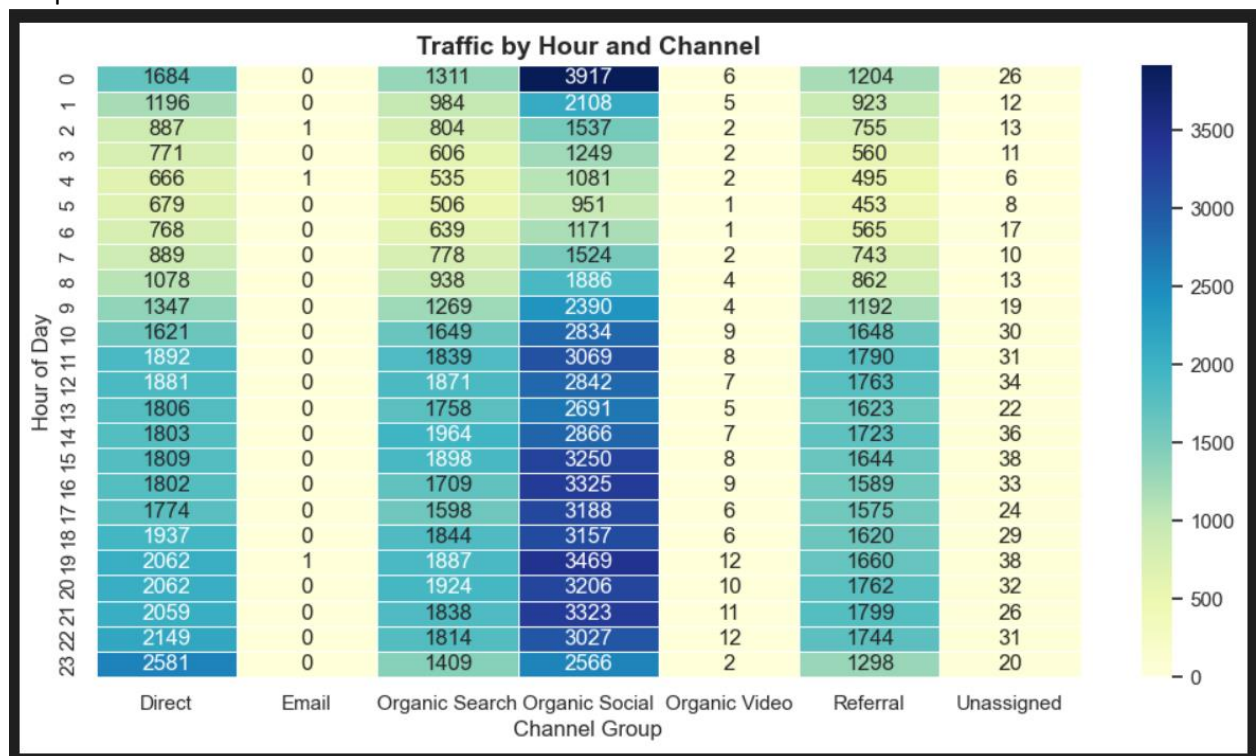 Traffic by Hour and Channel
0 1684 0 1311 3917 6 1204 26
1 1196 0 984 2108 5 923 12
2 887 1 804 1537 2 755 13
3 771 0 606 1249 2 560 11
4 666 1 535 1081 2 495 6
5 679 0 506 951 1 453 8
6 768 0 639 1171 1 565 17
7 889 0 778 1524 2 743 10
8 1078 0 938 1886 4 862 13
9 1347 0 1269 2390 4 1192 19
10 1621 0 1649 2834 9 1648 30
11 1892 0 1839 3069 8 1790 31
12 1881 0 1871 2842 7 1763 34
13 1806 0 1758 2691 5 1623 22
14 1803 0 1964 2866 7 1723 36
15 1809 0 1898 3250 8 1644 38
16 1802 0 1709 3325 9 1589 33
17 1774 0 1598 3188 6 1575 24
18 1937 0 1844 3157 6 1620 29
19 2062 1 1887 3469 12 1660 38
20 2062 0 1924 3206 10 1762 32
21 2059 0 1838 3323 11 1799 26
22 2149 0 1814 3027 12 1744 31
23 2581 0 1409 2566 2 1298 20
Hour of Day
Direct Email Organic Search Organic Social Organic Video Referral Unassigned
Channel Group
3500
3000
2500
2000
1500
1000
500
0